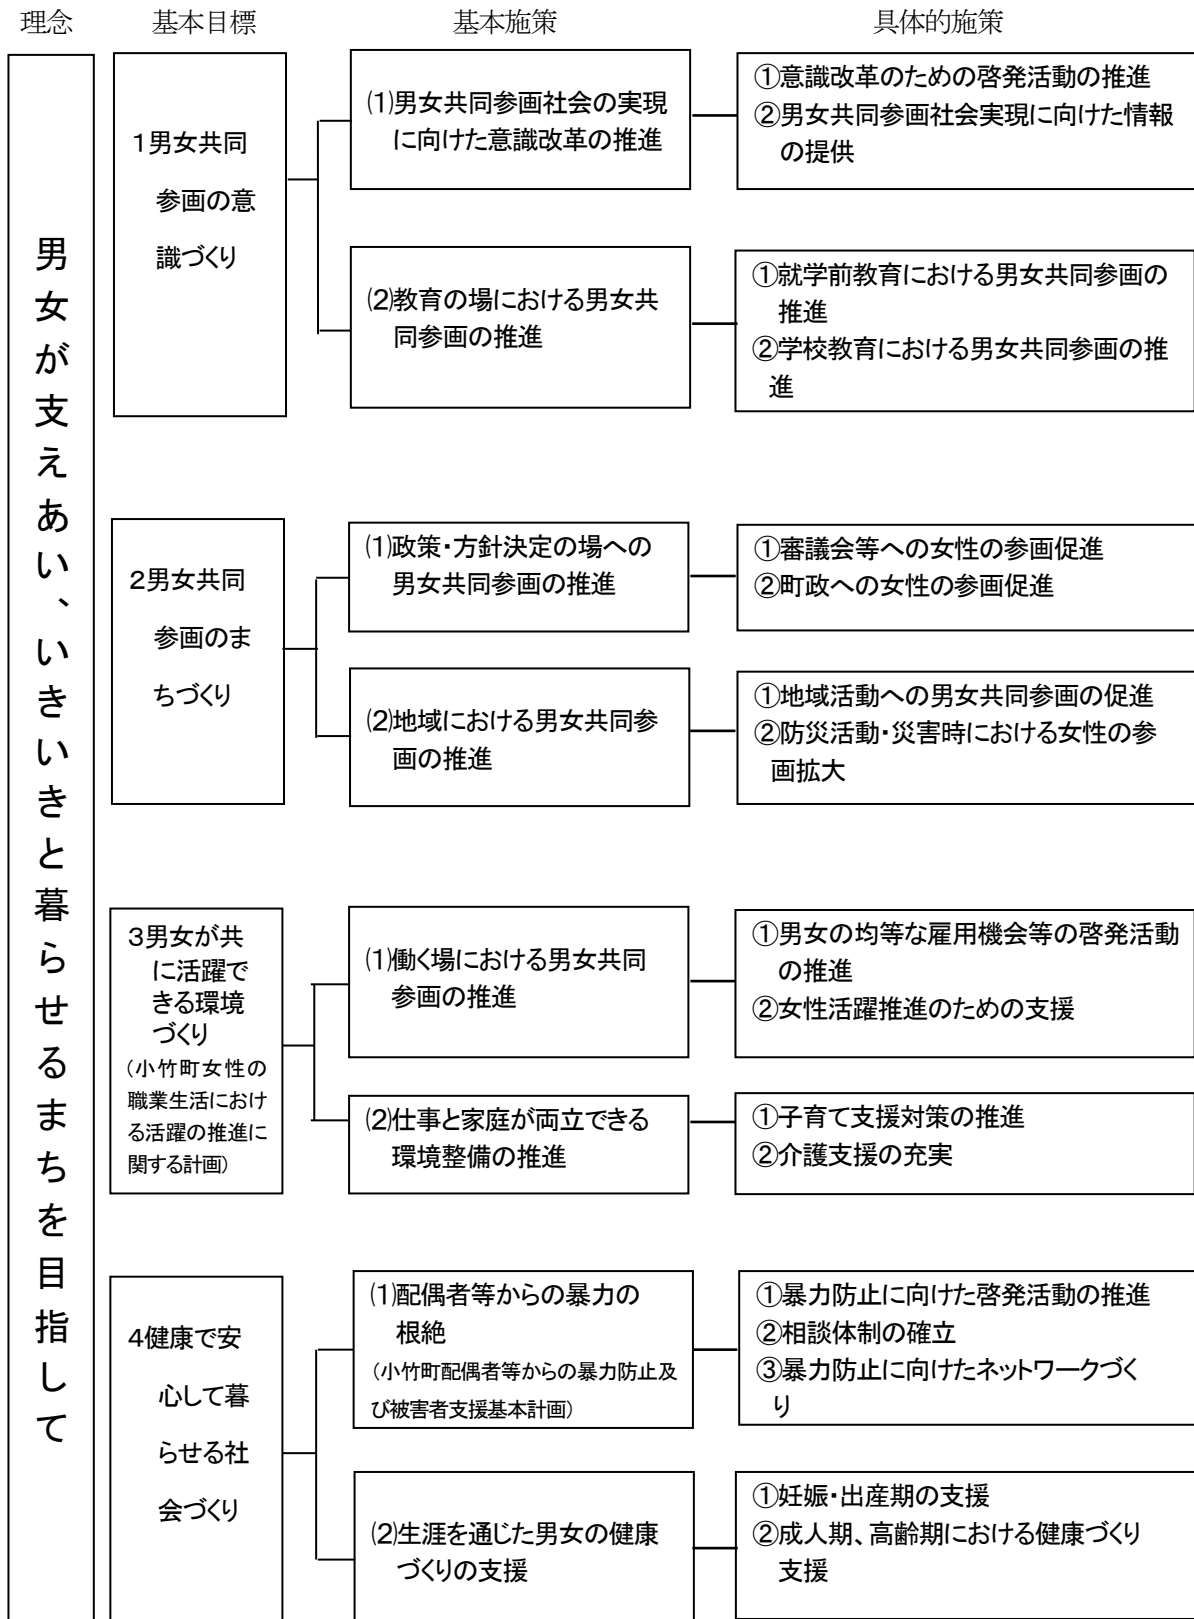 理念
基本目標
基本施策
具体的施策
男女が支えあい、いきいきと暮らせるまちを目指して
1男女共同
参画の意
識づくり
(1)男女共同参画社会の実現
に向けた意識改革の推進
①意識改革のための啓発活動の推進
②男女共同参画社会実現に向けた情報
の提供
(2)教育の場における男女共
同参画の推進
①就学前教育における男女共同参画の
推進
②学校教育における男女共同参画の推
進
2男女共同
参画のま
ちづくり
(1)政策・方針決定の場への
男女共同参画の推進
①審議会等への女性の参画促進
②町政への女性の参画促進
(2)地域における男女共同参
画の推進
①地域活動への男女共同参画の促進
②防災活動・災害時における女性の参
画拡大
3男女が共
に活躍で
きる環境
づくり
(小竹町女性の
職業生活におけ
る活躍の推進に
関する計画)
(1)働く場における男女共同
参画の推進
①男女の均等な雇用機会等の啓発活動
の推進
②女性活躍推進のための支援
(2)仕事と家庭が両立できる
環境整備の推進
①子育て支援対策の推進
②介護支援の充実
4健康で安
心して暮
らせる社
会づくり
(1)配偶者等からの暴力の
根絶
(小竹町配偶者等からの暴力防止及
び被害者支援基本計画)
①暴力防止に向けた啓発活動の推進
②相談体制の確立
③暴力防止に向けたネットワークづく
り
(2)生涯を通じた男女の健康
づくりの支援
①妊娠・出産期の支援
②成人期、高齢期における健康づくり
支援